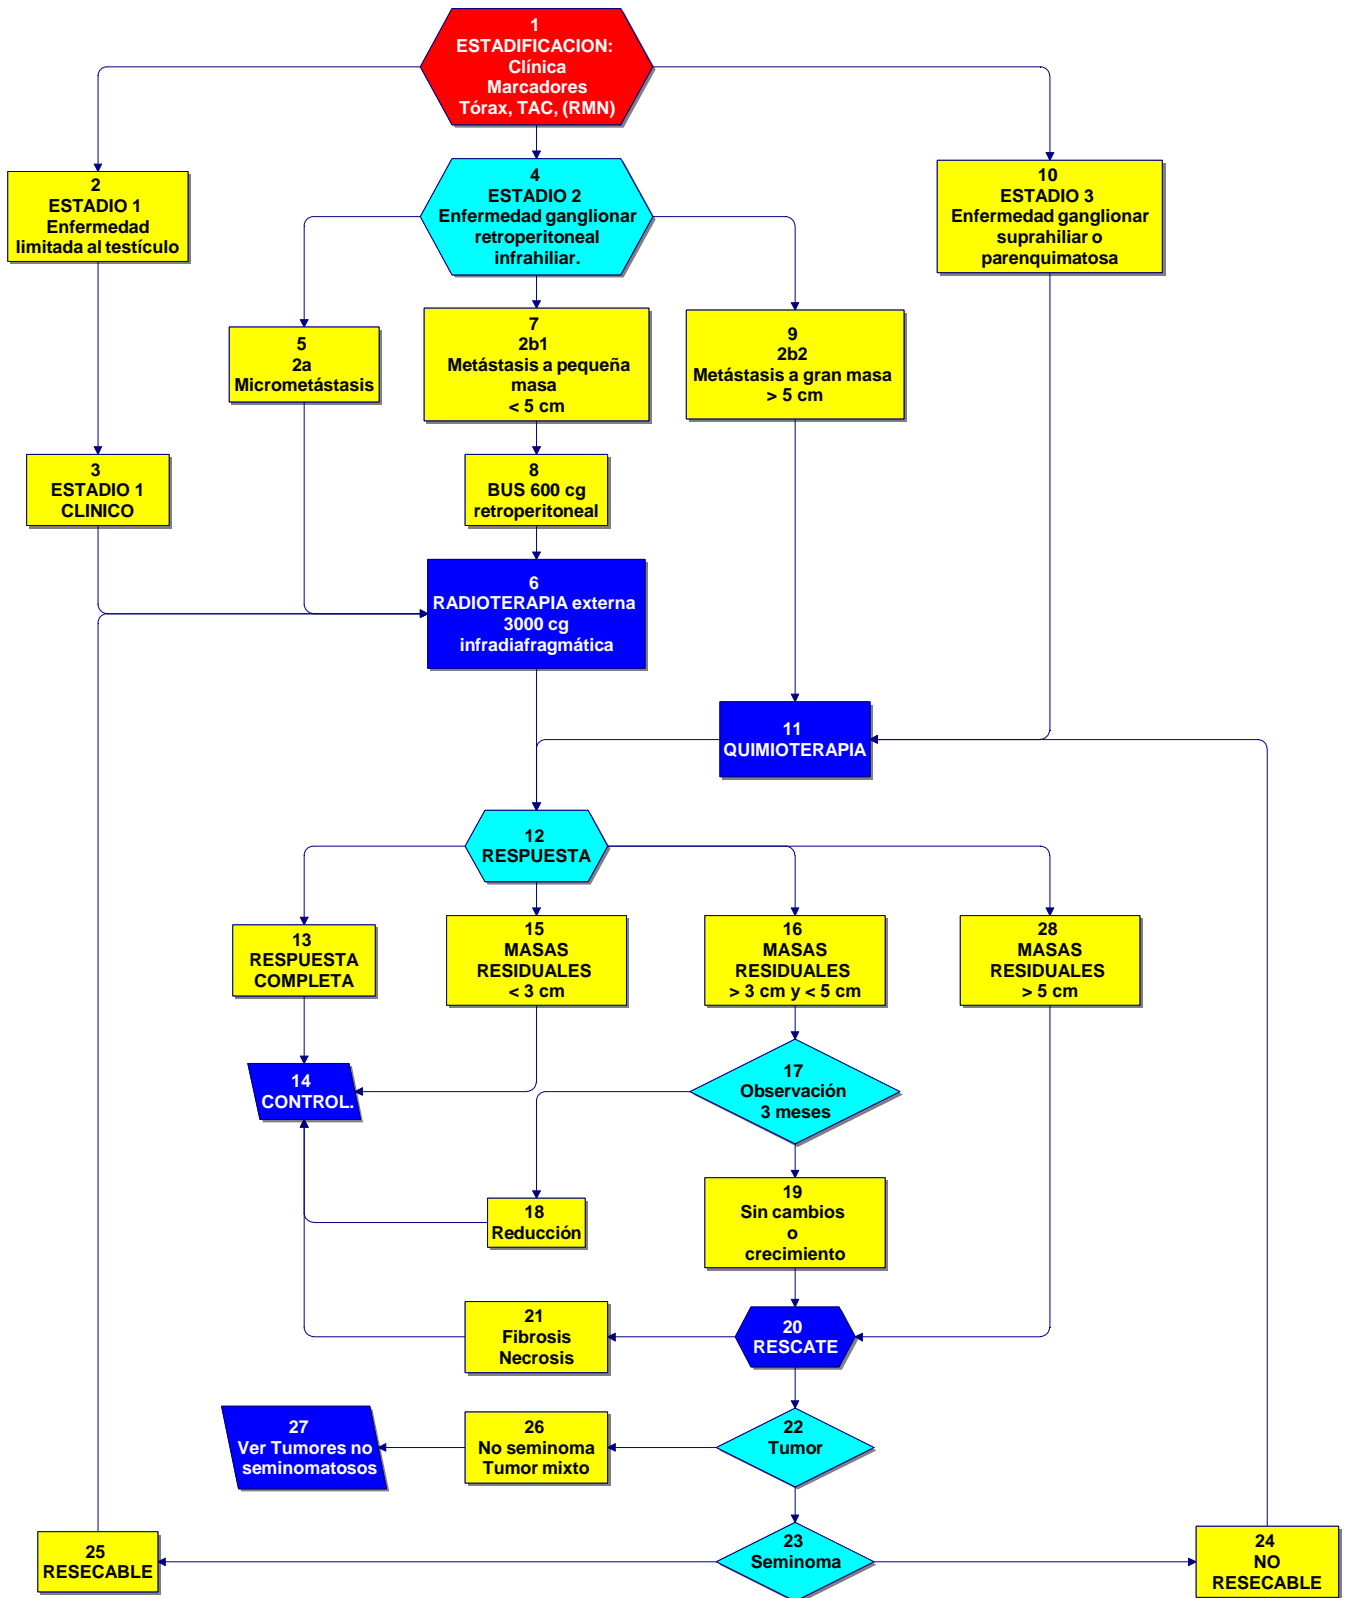 1
ESTADIFICACION:
Clínica
Marcadores
Tórax, TAC, (RMN)
2
ESTADIO 1
Enfermedad
limitada al testículo
4
ESTADIO 2
Enfermedad ganglionar
retroperitoneal
infrahiliar.
10
ESTADIO 3
Enfermedad ganglionar
suprahiliar o
parenquimatosa
5
2a
Micrometástasis
7
2b1
Metástasis a pequeña
masa
< 5 cm
9
2b2
Metástasis a gran masa
> 5 cm
3
ESTADIO 1
CLINICO
8
BUS 600 cg
retroperitoneal
6
RADIOTERAPIA externa
3000 cg
infradiafragmática
11
QUIMIOTERAPIA
12
RESPUESTA
13
RESPUESTA
COMPLETA
15
MASAS
RESIDUALES
< 3 cm
16
MASAS
RESIDUALES
> 3 cm y < 5 cm
28
MASAS
RESIDUALES
> 5 cm
14
CONTROL.
17
Observación
3 meses
18
Reducción
19
Sin cambios
o
crecimiento
21
Fibrosis
Necrosis
20
RESCATE
27
Ver Tumores no
seminomatosos
26
No seminoma
Tumor mixto
22
Tumor
25
RESECABLE
23
Seminoma
24
NO
RESECABLE